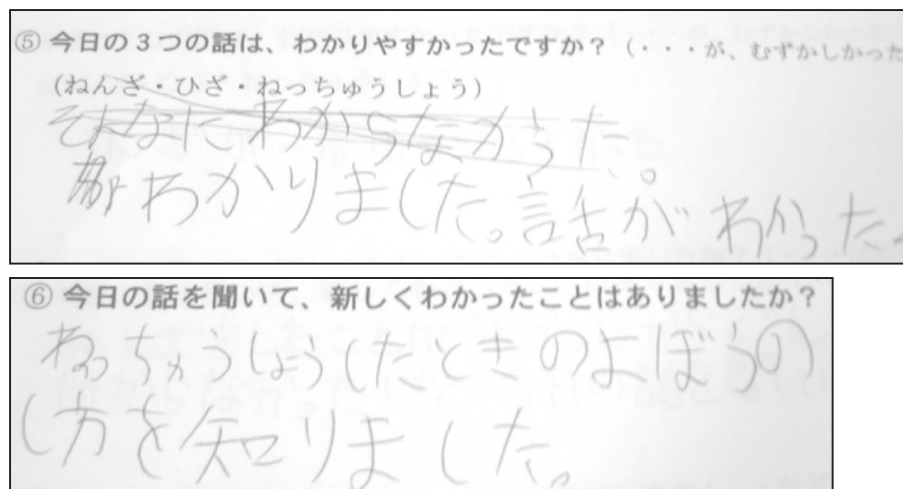 ⑤ 今日の3つの話は、わかりやすかったですか?(・・・が、むずかしかった
(ねんざ・ひざ・ねっちゅうしょう)
そんなにわからなかった。
わかりました。話がわかった。
⑥ 今日の話を聞いて、新しくわかったことはありましたか?
ねっちゅうしょうしたときのよぼうの
し方を知りました。